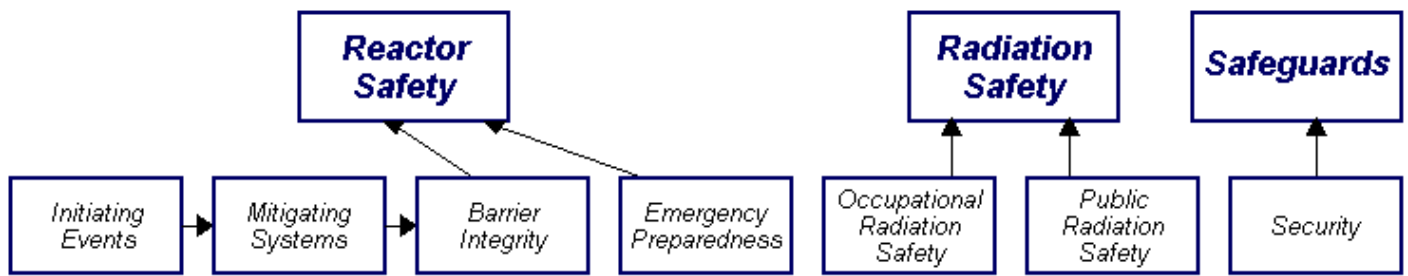 Reactor
Safety
Radiation
Safety
Safeguards
Initiating
Events
Mitigating
Systems
Barrier
Integrity
Emergency
Preparedness
Occupational
Radiation
Safety
Public
Radiation
Safety
Security